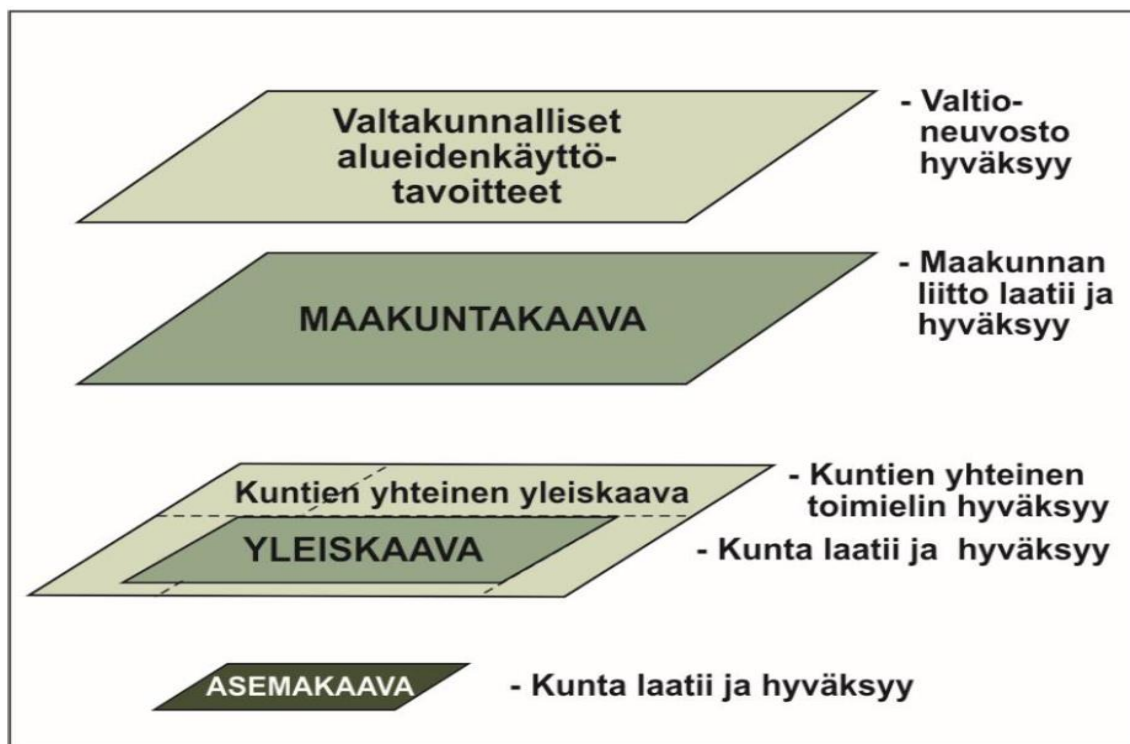 Valtakunnalliset
alueidenkäyttö-
tavoitteet
- Valtio-
neuvosto
hyväksyy
MAAKUNTAKAAVA
- Maakunnan
liitto laatii ja
hyväksyy
Kuntien yhteinen yleiskaava
- Kuntien yhteinen
toimielin hyväksyy
YLEISKAAVA
- Kunta laatii ja hyväksyy
ASEMAKAAVA
- Kunta laatii ja hyväksyy